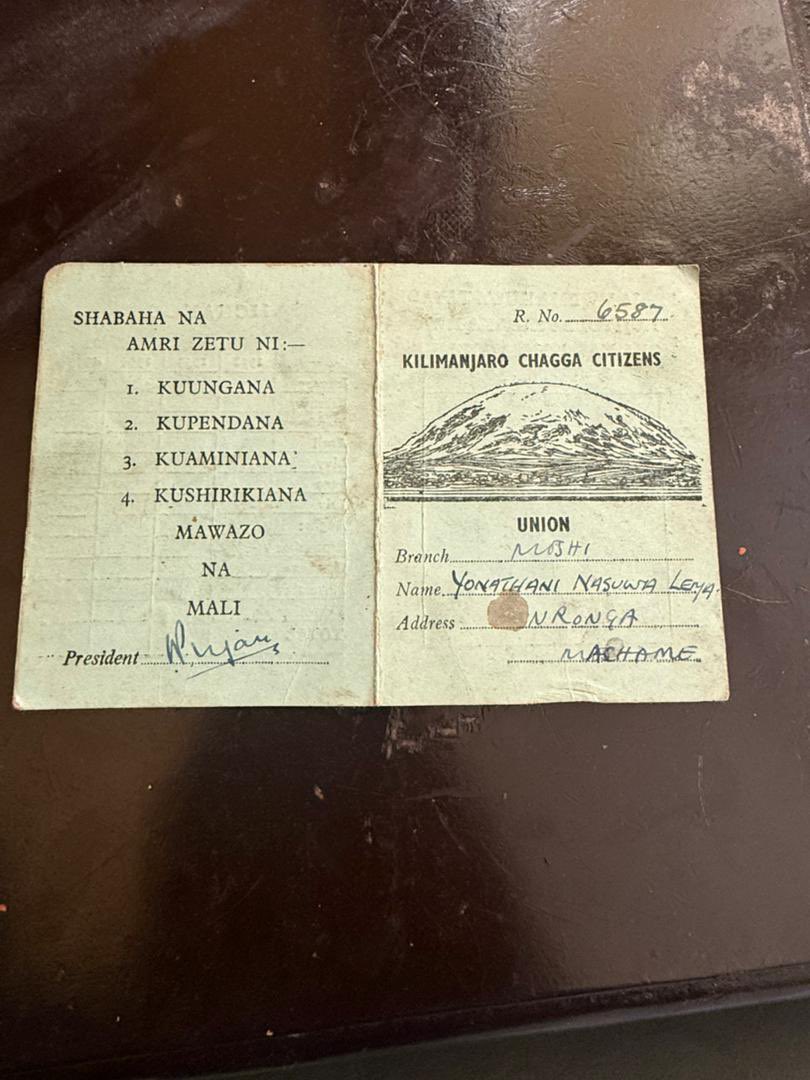 SHABAHA NA
AMRI ZETU NI:—
1. KUUNGANA
2. KUPENDANA
3. KUAMINIANA
4. KUSHIRIKIANA
MAWAZO
NA
MALI
President
R. No. 6587
KILIMANJARO CHAGGA CITIZENS
UNION
Branch MOSHI
Name YONATHANI NASUWA LEMA
Address NRONGA
MACHAME